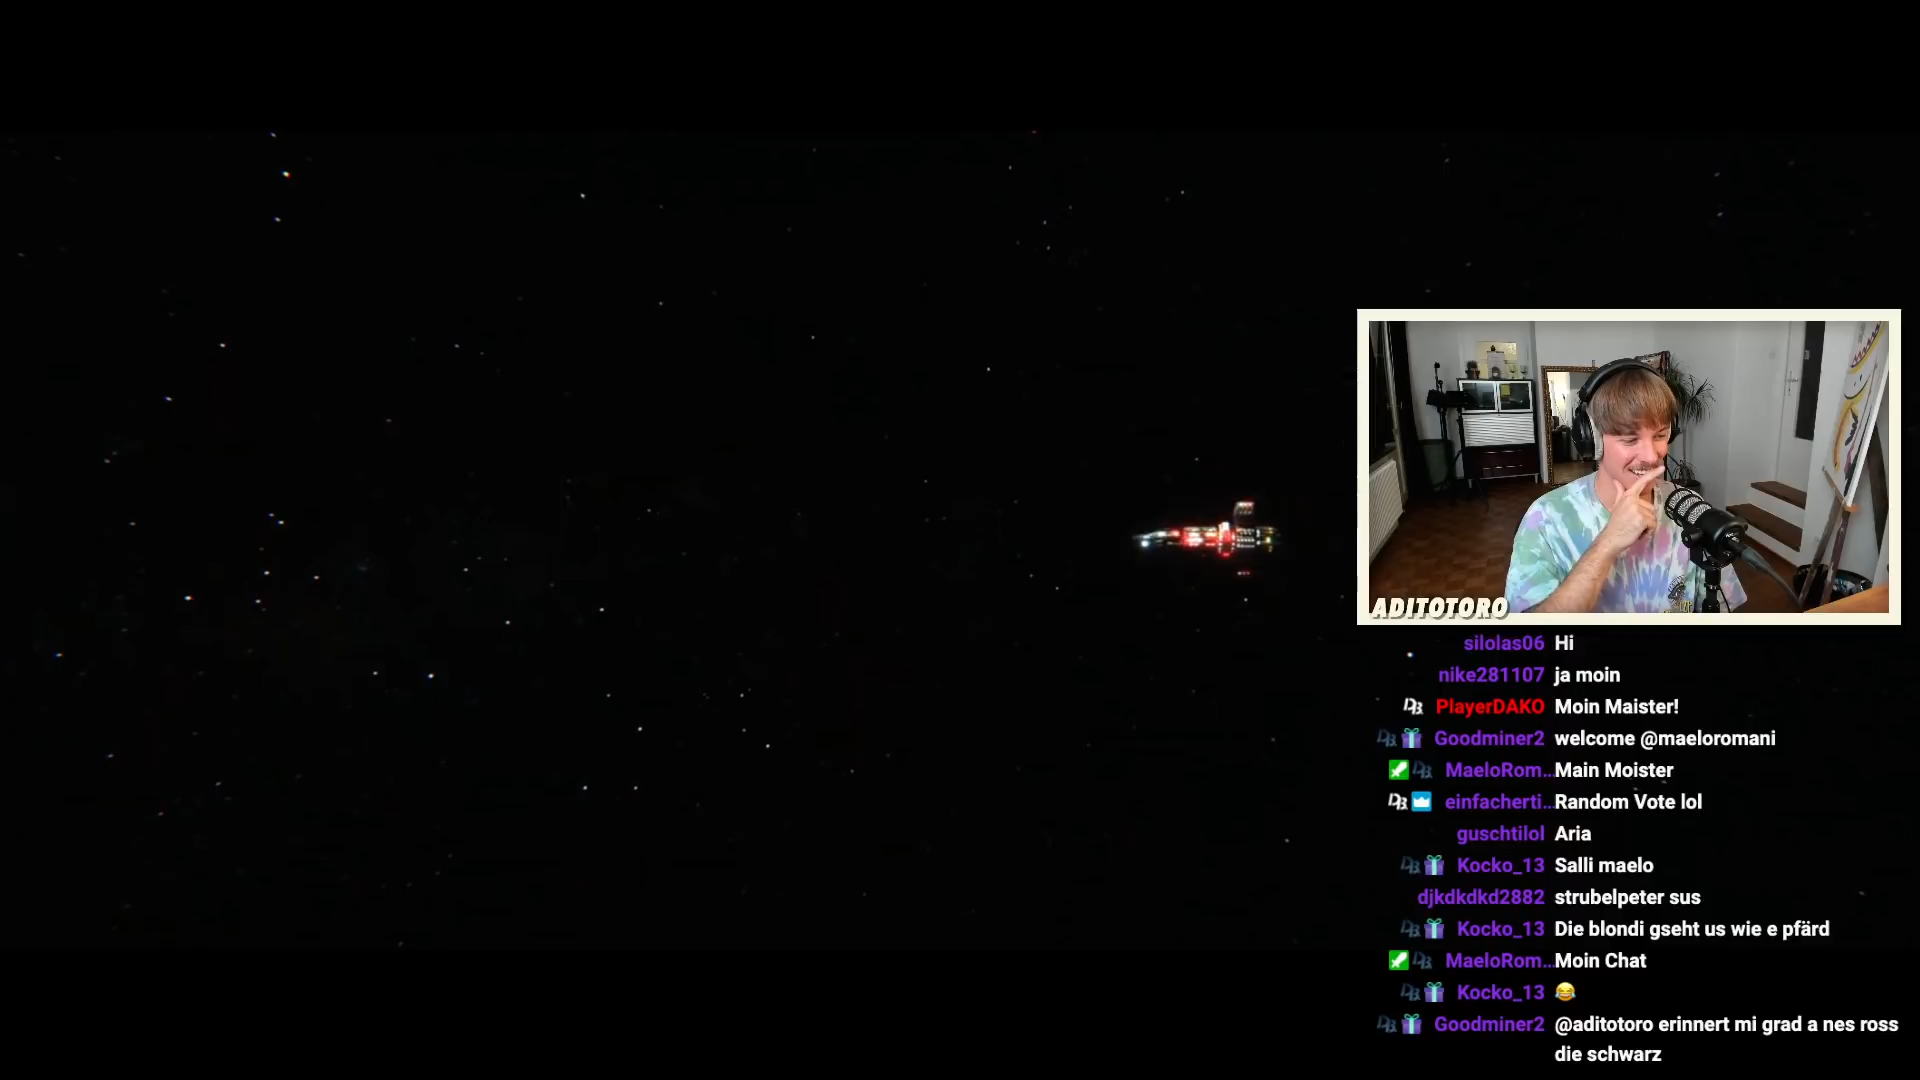 ADITOTORO
silolas06 Hi
nike281107 ja moin
PlayerDAKO Moin Maister!
Goodminer2 welcome @maeloromani
MaeloRom... Main Moister
einfacherti... Random Vote lol
guschtilol Aria
Kocko_13 Salli maelo
djkdkdkd2882 strubelpeter sus
Kocko_13 Die blondi gseht us wie e pfärd
MaeloRom... Moin Chat
Kocko_13 😂
Goodminer2 @aditotoro erinnert mi grad a nes ross
die schwarz